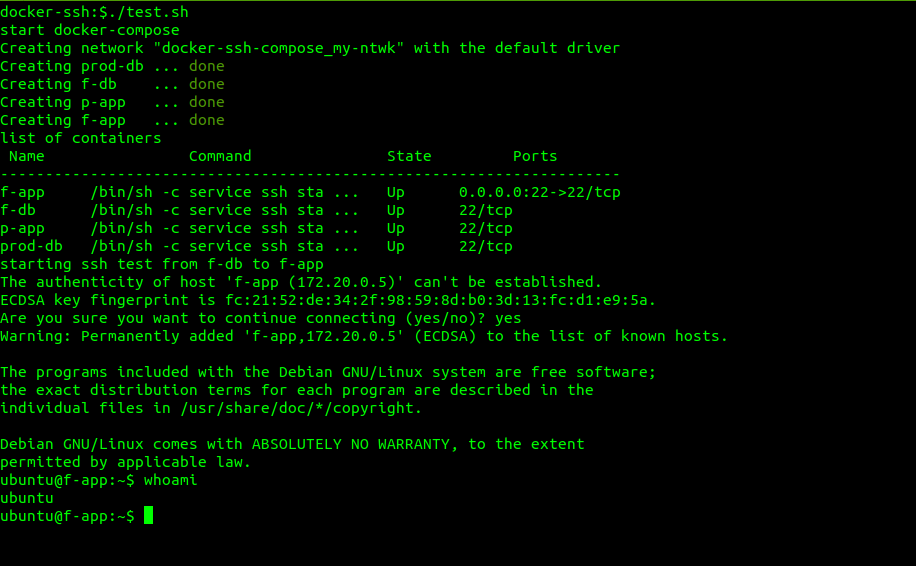 docker-ssh:$./test.sh
start docker-compose
Creating network "docker-ssh-compose_my-ntwk" with the default driver
Creating prod-db ... done
Creating f-db    ... done
Creating p-app   ... done
Creating f-app   ... done
list of containers
 Name                Command               State         Ports
---------------------------------------------------------------------
f-app     /bin/sh -c service ssh sta ...   Up      0.0.0.0:22->22/tcp
f-db      /bin/sh -c service ssh sta ...   Up      22/tcp
p-app     /bin/sh -c service ssh sta ...   Up      22/tcp
prod-db   /bin/sh -c service ssh sta ...   Up      22/tcp
starting ssh test from f-db to f-app
The authenticity of host 'f-app (172.20.0.5)' can't be established.
ECDSA key fingerprint is fc:21:52:de:34:2f:98:59:8d:b0:3d:13:fc:d1:e9:5a.
Are you sure you want to continue connecting (yes/no)? yes
Warning: Permanently added 'f-app,172.20.0.5' (ECDSA) to the list of known hosts.

The programs included with the Debian GNU/Linux system are free software;
the exact distribution terms for each program are described in the
individual files in /usr/share/doc/*/copyright.

Debian GNU/Linux comes with ABSOLUTELY NO WARRANTY, to the extent
permitted by applicable law.
ubuntu@f-app:~$ whoami
ubuntu
ubuntu@f-app:~$